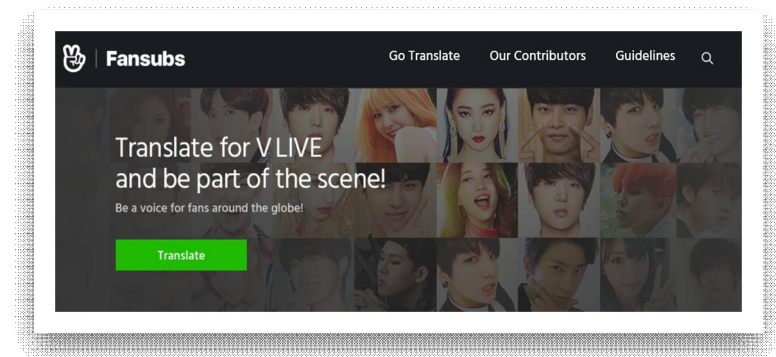 Fansubs
Go Translate
Our Contributors
Guidelines
Translate for V LIVE
and be part of the scene!
Be a voice for fans around the globe!
Translate